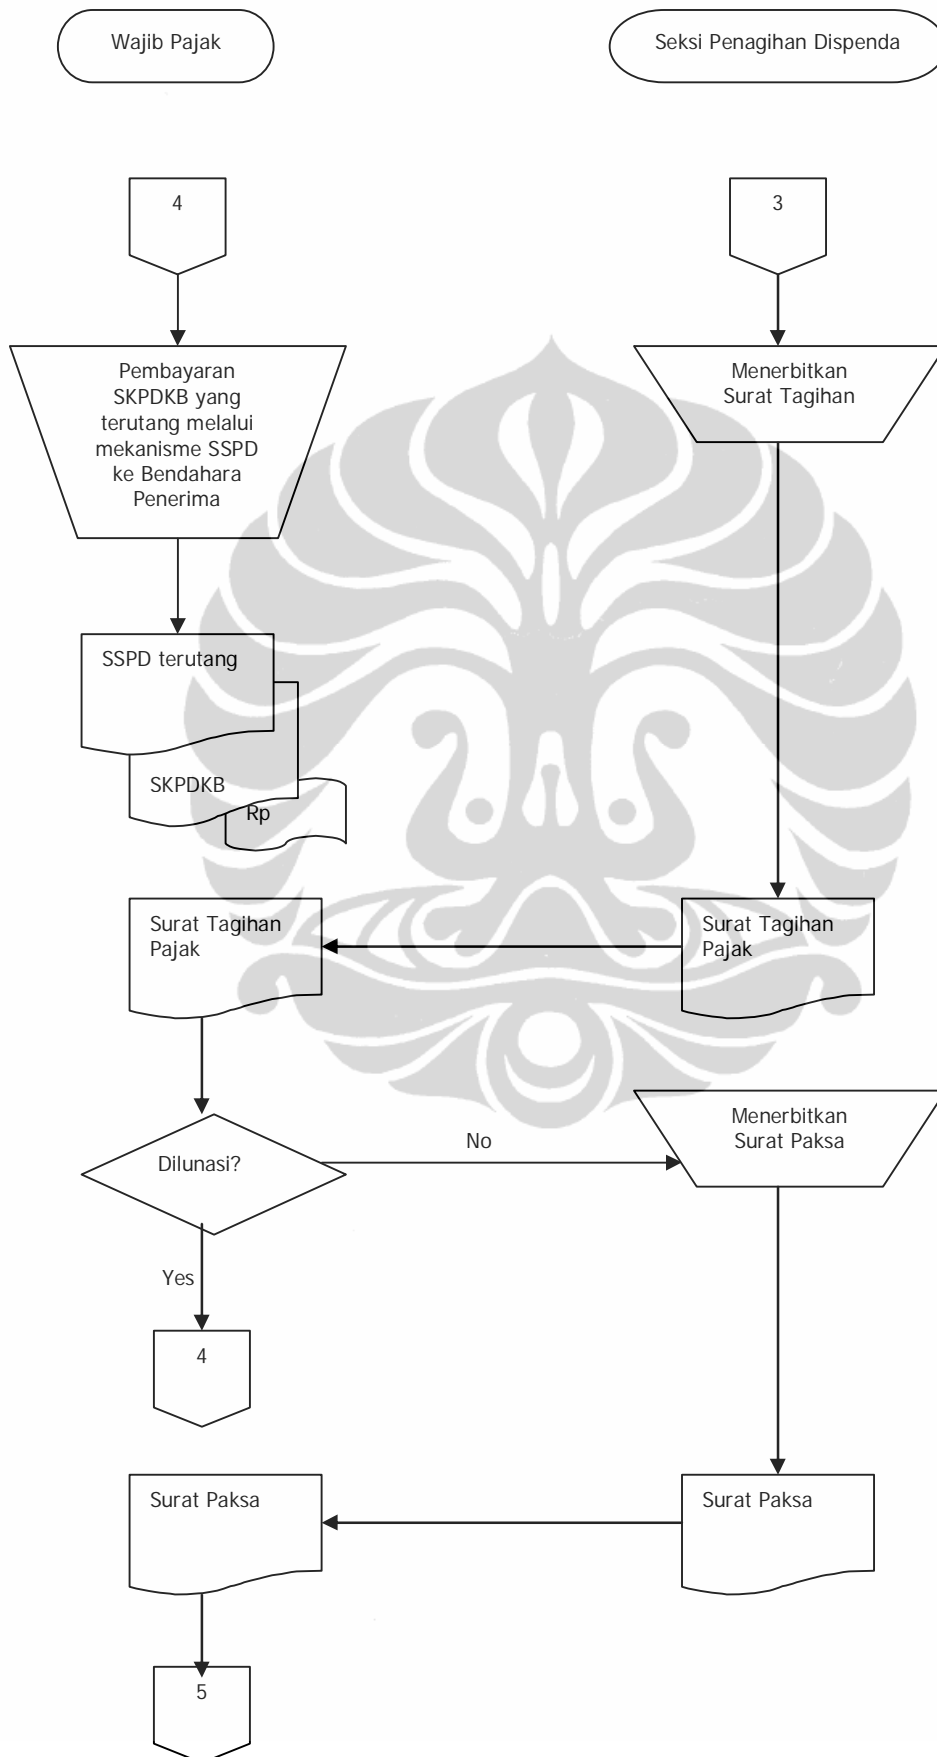 Wajib Pajak
Seksi Penagihan Dispenda
4
3
Pembayaran
SKPDKB yang
terutang melalui
mekanisme SSPD
ke Bendahara
Penerima
Menerbitkan
Surat Tagihan
SSPD terutang
SKPDKB
Rp
Surat Tagihan
Pajak
Surat Tagihan
Pajak
Dilunasi?
No
Menerbitkan
Surat Paksa
Yes
4
Surat Paksa
Surat Paksa
5